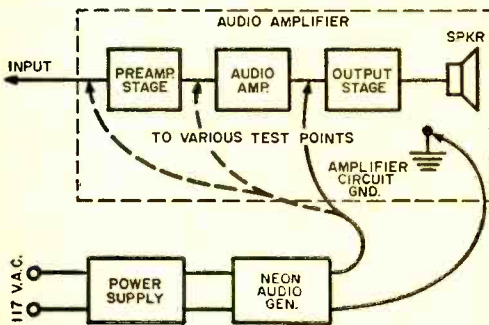 AUDIO AMPLIFIER
SPKR
INPUT
PREAMP.
STAGE
AUDIO
AMP.
OUTPUT
STAGE
TO VARIOUS TEST POINTS
AMPLIFIER
CIRCUIT
GND.
117 V.A.C.
POWER
SUPPLY
NEON
AUDIO
GEN.